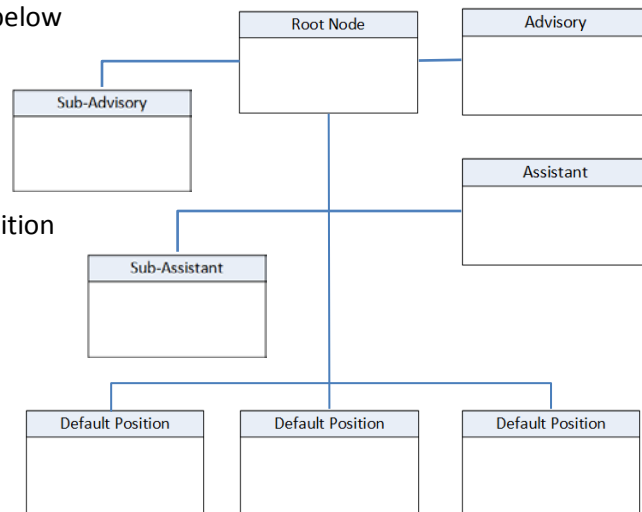 below
Root Node
Advisory
Sub-Advisory
Assistant
ition
Sub-Assistant
Default Position
Default Position
Default Position